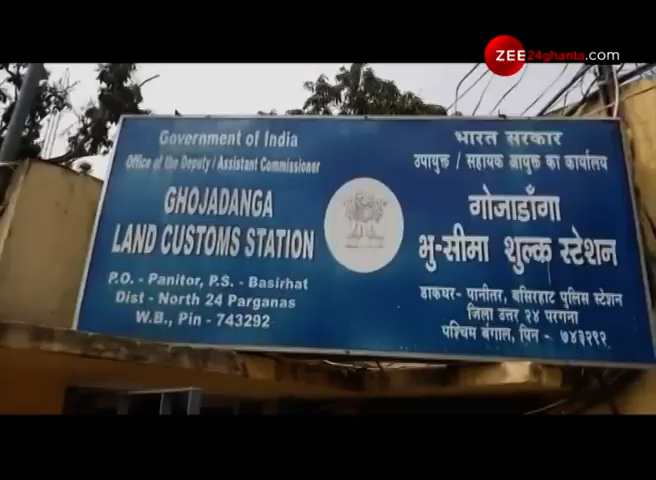 ZEE24ghanta.com
Government of India
Office of the Deputy / Assistant Commissioner
GHOJADANGA
LAND CUSTOMS STATION
P.O. - Panitor, P.S. - Basirhat
Dist - North 24 Parganas
W.B., Pin - 743292
भारत सरकार
उपायुक्त / सहायक आयुक्त का कार्यालय
गोजाडाँगा
भु-सीमा शुल्क स्टेशन
डाकघर- पानीतर, बसिरहाट पुलिस स्टेशन
जिला उत्तर २४ परगना
पश्चिम बंगाल, पिन - ७४३२९२